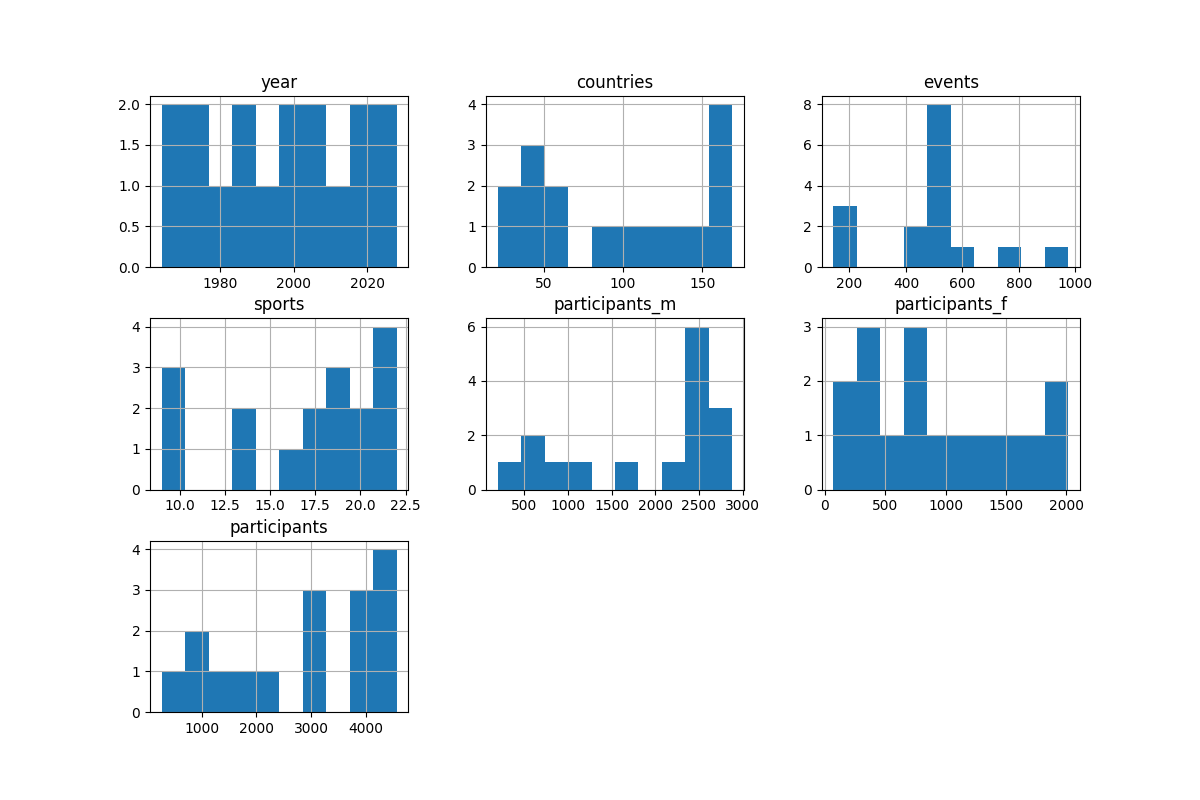 year
2.0
1.5
1.0
0.5
0.0
1980 2000 2020
countries
4
3
2
1
0
50 100 150
events
8
6
4
2
0
200 400 600 800 1000
sports
4
3
2
1
0
10.0 12.5 15.0 17.5 20.0 22.5
participants_m
6
4
2
0
500 1000 1500 2000 2500 3000
participants_f
3
2
1
0
0 500 1000 1500 2000
participants
4
3
2
1
0
1000 2000 3000 4000